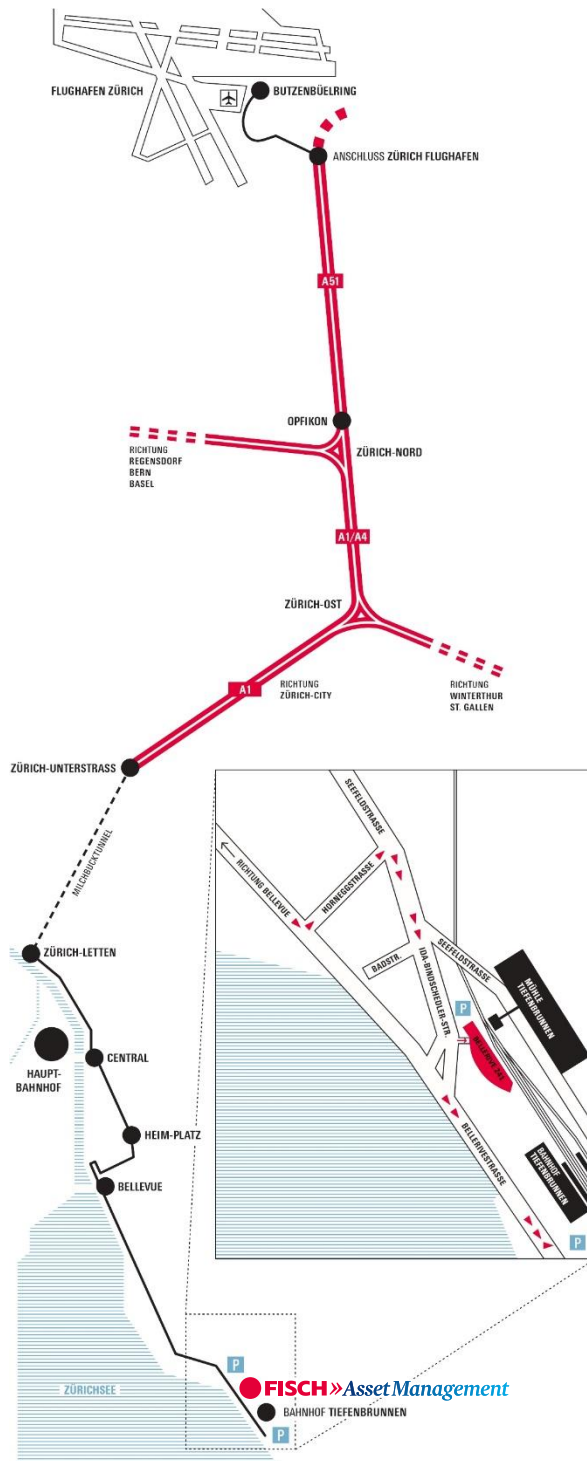 FLUGHAFEN ZÜRICH
BUTZENBÜELRING
ANSCHLUSS ZÜRICH FLUGHAFEN
A51
OPFIKON
ZÜRICH-NORD
RICHTUNG
REGENSDORF
BERN
BASEL
A1/A4
ZÜRICH-OST
A1
RICHTUNG
ZÜRICH-CITY
RICHTUNG
WINTERTHUR
ST. GALLEN
ZÜRICH-UNTERSTRASS
MILCHBUCKTUNNEL
ZÜRICH-LETTEN
CENTRAL
HAUPT-
BAHNHOF
HEIM-PLATZ
BELLEVUE
SEEFELDSTRASSE
RICHTUNG BELLEVUE
HORNEGGSTRASSE
BADSTR.
IDA-BINDSCHEDLER-STR.
SEEFELDSTRASSE
MÜHLE
TIEFENBRUNNEN
P
BELLERIVE 241
BELLERIVESTRASSE
BAHNHOF
TIEFENBRUNNEN
P
P
ZÜRICHSEE
FISCH»Asset Management
BAHNHOF TIEFENBRUNNEN
P